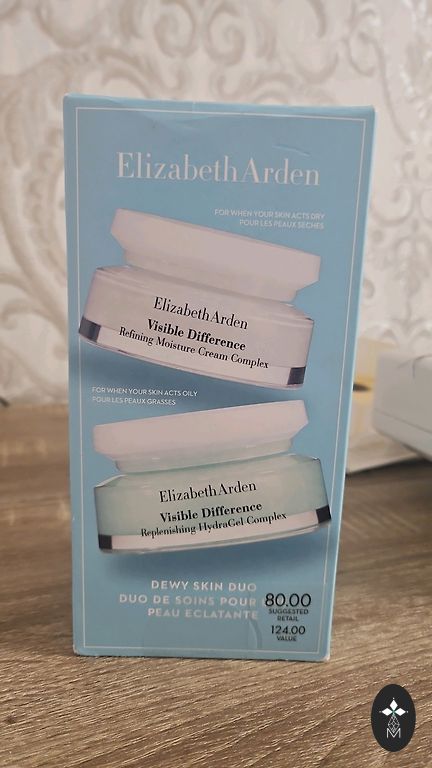 Elizabeth Arden
FOR WHEN YOUR SKIN ACTS DRY
POUR LES PEAUX SECHES
Elizabeth Arden
Visible Difference
Refining Moisture Cream Complex
FOR WHEN YOUR SKIN ACTS OILY
POUR LES PEAUX GRASSES
Elizabeth Arden
Visible Difference
Replenishing HydraGel Complex
DEWY SKIN DUO
DUO DE SOINS POUR
PEAU ECLATANTE
80.00
SUGGESTED
RETAIL
124.00
VALUE
M